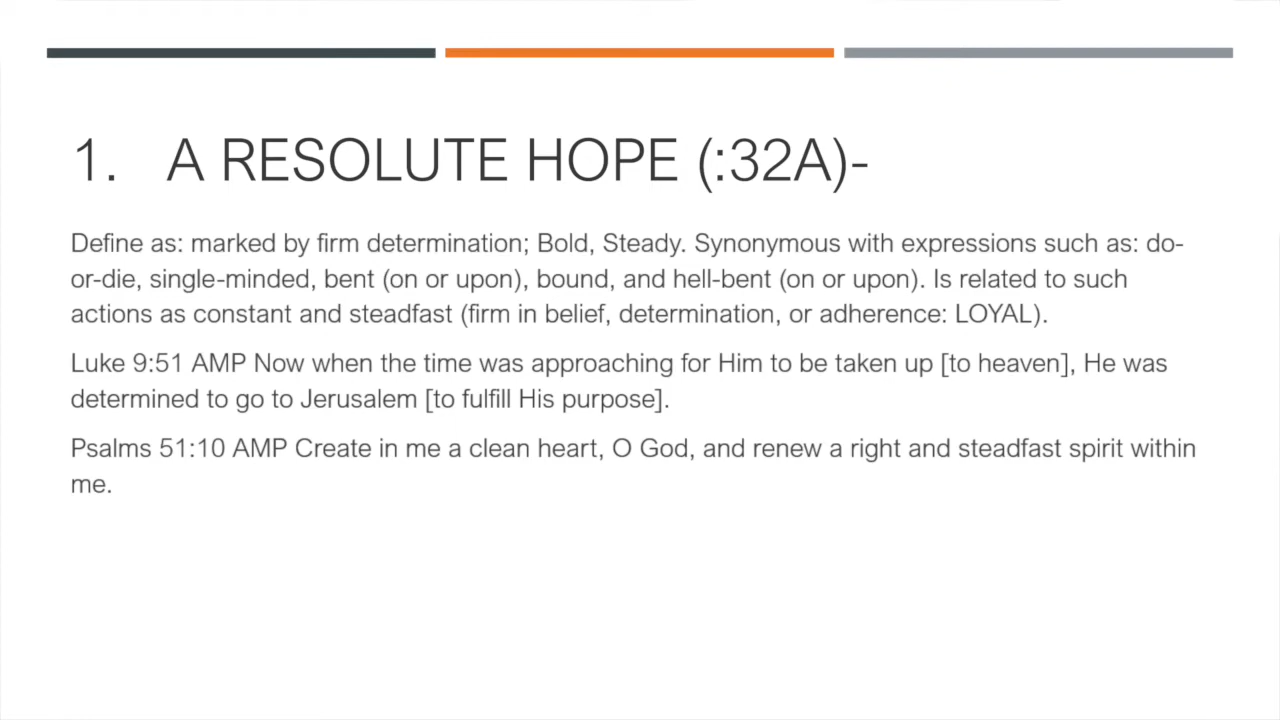 1. A RESOLUTE HOPE (:32A)-
Define as: marked by firm determination; Bold, Steady. Synonymous with expressions such as: do-
or-die, single-minded, bent (on or upon), bound, and hell-bent (on or upon). Is related to such
actions as constant and steadfast (firm in belief, determination, or adherence: LOYAL).
Luke 9:51 AMP Now when the time was approaching for Him to be taken up [to heaven], He was
determined to go to Jerusalem [to fulfill His purpose].
Psalms 51:10 AMP Create in me a clean heart, O God, and renew a right and steadfast spirit within
me.